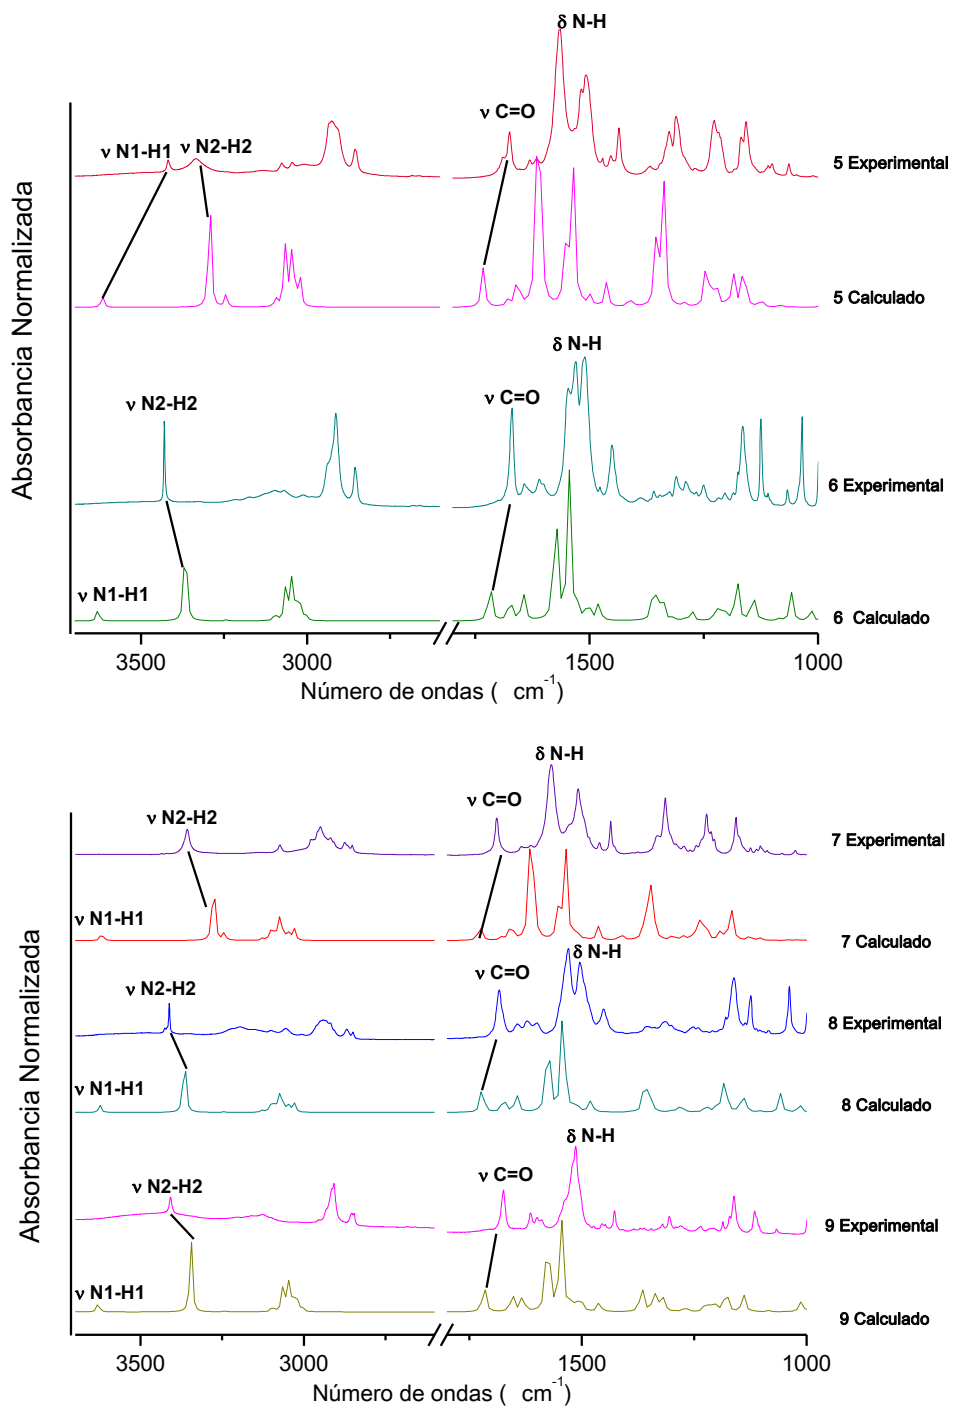 δ N-H
ν C=O
ν N1-H1 ν N2-H2
5 Experimental
5 Calculado
δ N-H
ν C=O
ν N2-H2
6 Experimental
ν N1-H1
6 Calculado
Absorbancia Normalizada
3500 3000 1500 1000
Número de ondas ( cm-1)
δ N-H
ν C=O
ν N2-H2
7 Experimental
ν N1-H1
7 Calculado
δ N-H
ν C=O
ν N2-H2
8 Experimental
ν N1-H1
8 Calculado
δ N-H
ν C=O
ν N2-H2
9 Experimental
ν N1-H1
9 Calculado
Absorbancia Normalizada
3500 3000 1500 1000
Número de ondas ( cm-1)